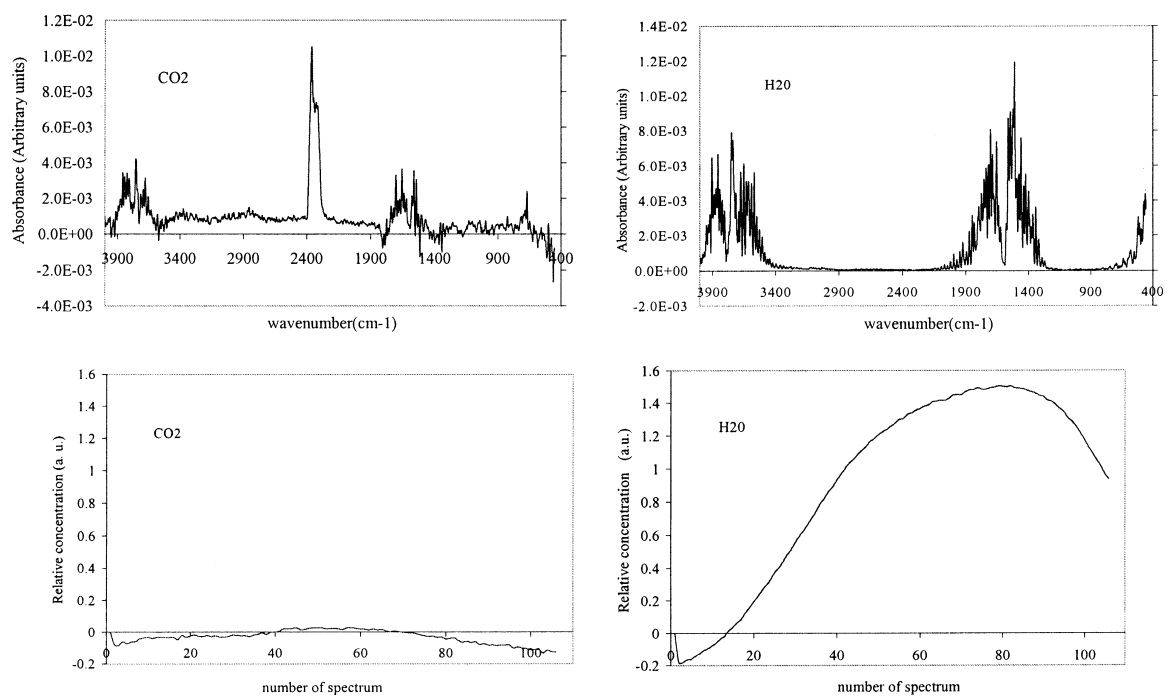 1.2E-02
1.0E-02
8.0E-03
6.0E-03
4.0E-03
2.0E-03
0.0E+00
-2.0E-03
-4.0E-03
Absorbance (Arbitrary units)
CO2
3900 3400 2900 2400 1900 1400 900 400
wavenumber(cm-1)
1.4E-02
1.2E-02
1.0E-02
8.0E-03
6.0E-03
4.0E-03
2.0E-03
0.0E+00
-2.0E-03
Absorbance (Arbitrary units)
H20
3900 3400 2900 2400 1900 1400 900 400
wavenumber(cm-1)
1.6
1.4
1.2
1
0.8
0.6
0.4
0.2
0
-0.2
Relative concentration (a. u.)
CO2
0 20 40 60 80 100
number of spectrum
1.6
1.4
1.2
1
0.8
0.6
0.4
0.2
0
-0.2
Relative concentration (a.u.)
H20
0 20 40 60 80 100
number of spectrum